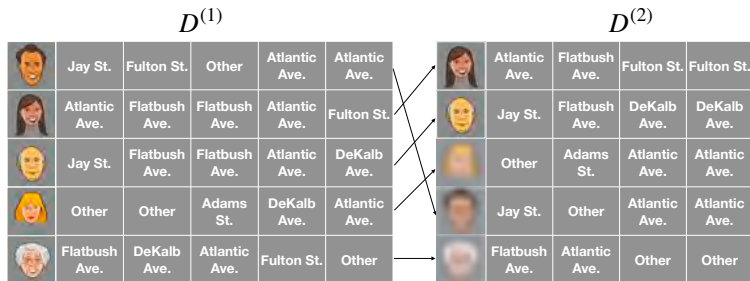 D(1) D(2)
Jay St. Fulton St. Other Atlantic Ave. Atlantic Ave. Atlantic Ave. Flatbush Ave. Fulton St. Fulton St.
Atlantic Ave. Flatbush Ave. Flatbush Ave. Atlantic Ave. Fulton St. Jay St. Flatbush Ave. DeKalb Ave. DeKalb Ave.
Jay St. Flatbush Ave. Flatbush Ave. Atlantic Ave. DeKalb Ave. Other Adams St. Atlantic Ave. Atlantic Ave.
Other Other Adams St. DeKalb Ave. Atlantic Ave. Jay St. Other Atlantic Ave. Atlantic Ave.
Flatbush Ave. DeKalb Ave. Atlantic Ave. Fulton St. Other Flatbush Ave. Atlantic Ave. Other Other